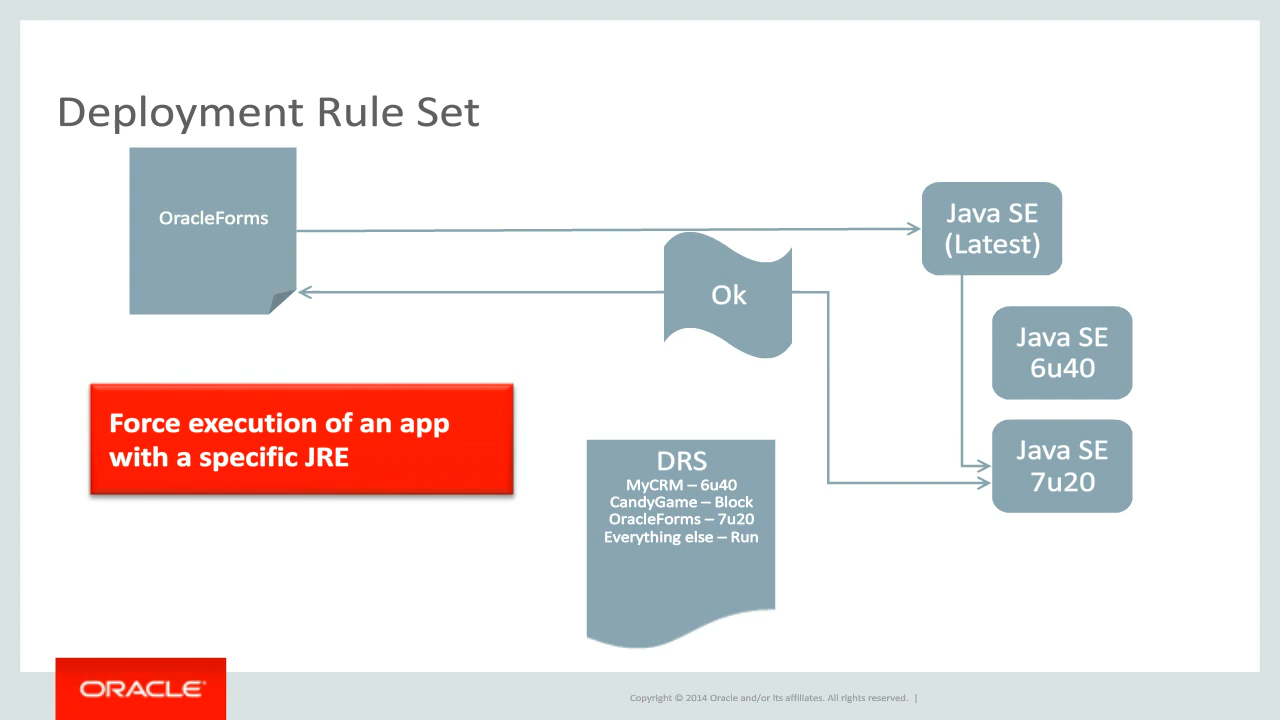 Deployment Rule Set
OracleForms
Java SE
(Latest)
Ok
Java SE
6u40
Force execution of an app
with a specific JRE
Java SE
7u20
DRS
MyCRM – 6u40
CandyGame – Block
OracleForms – 7u20
Everything else – Run
ORACLE®
Copyright © 2014 Oracle and/or its affiliates. All rights reserved. |